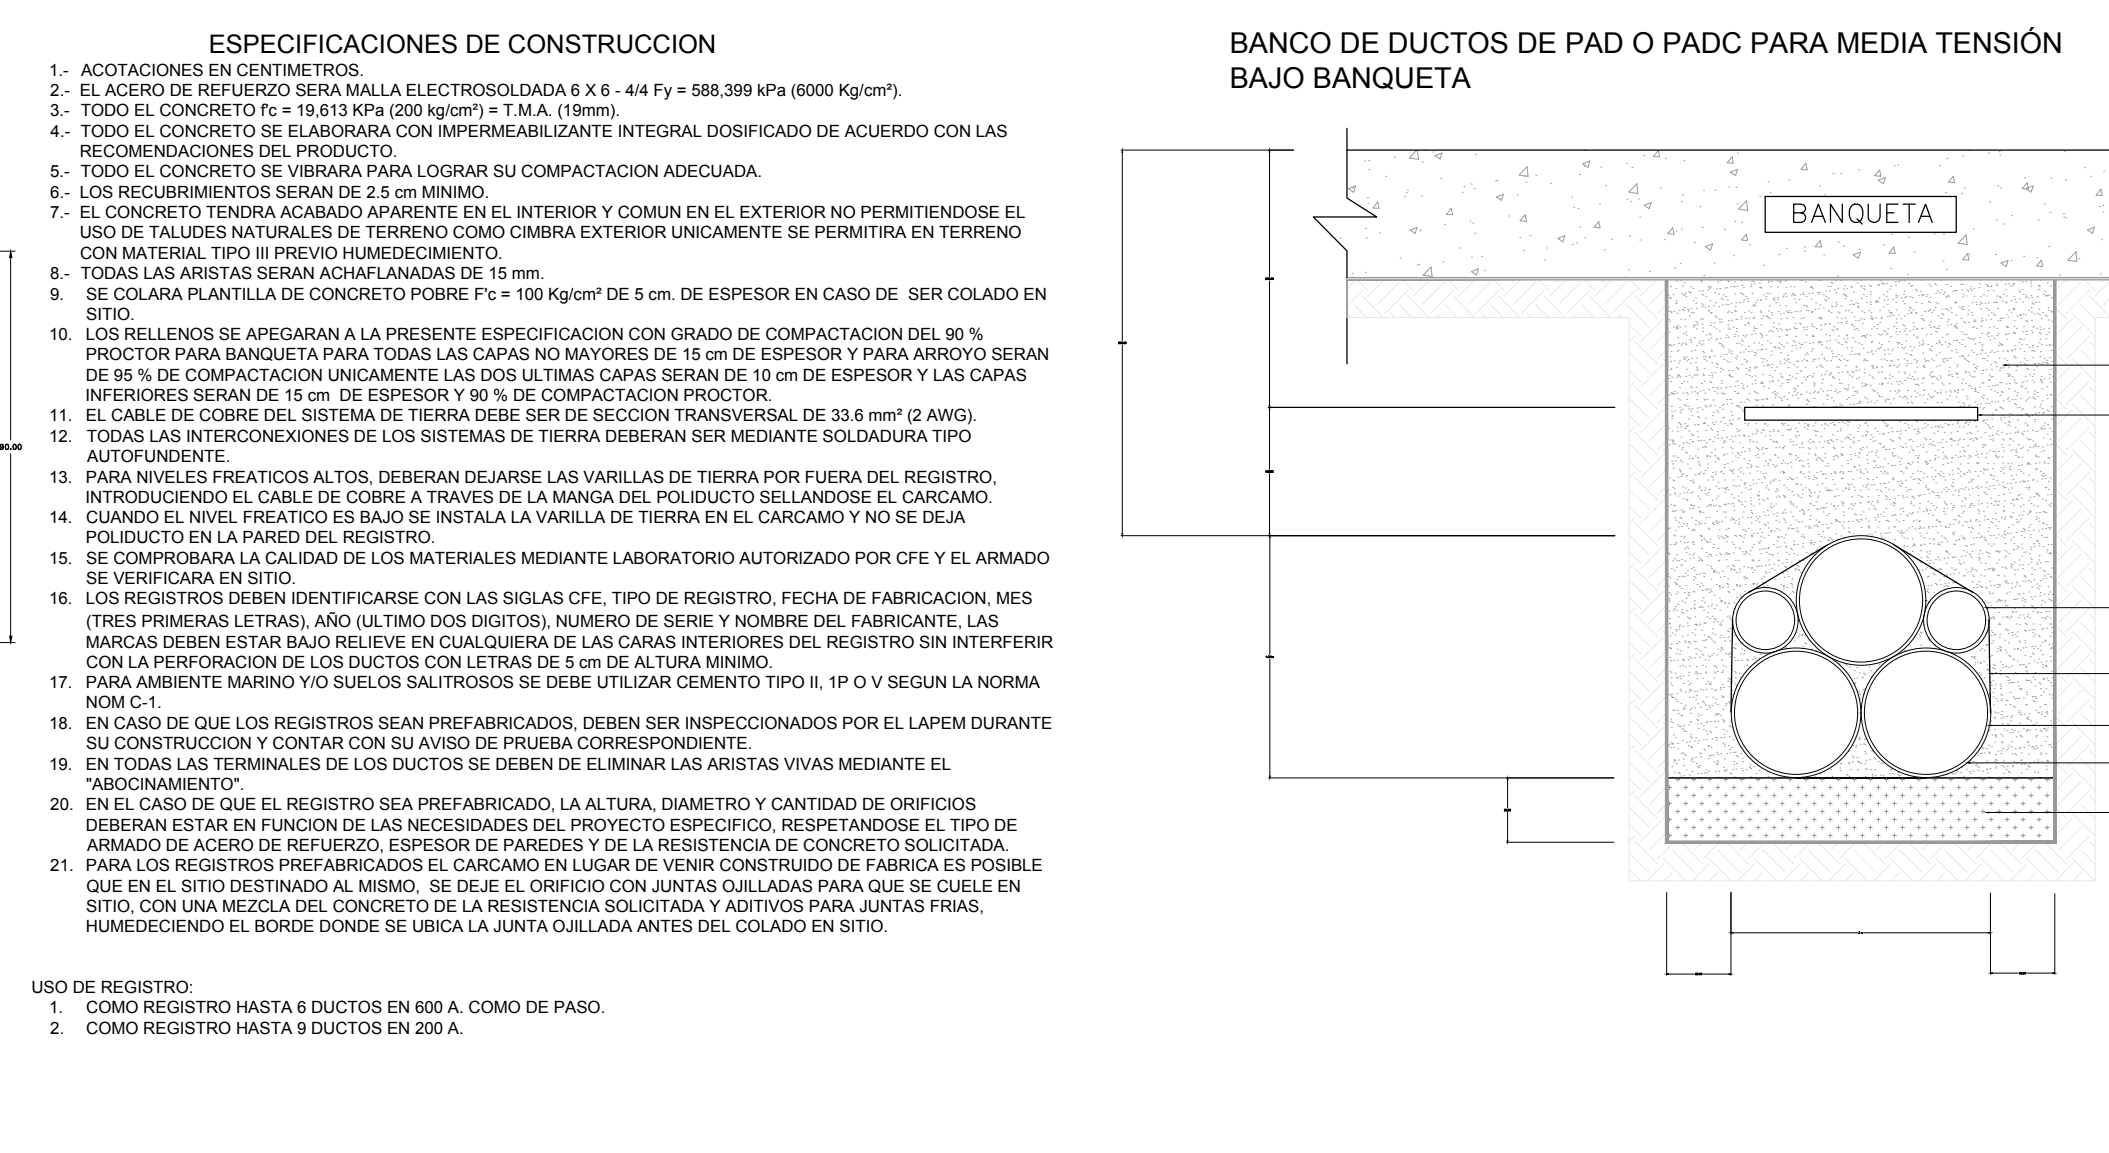 ESPECIFICACIONES DE CONSTRUCCION
1.- ACOTACIONES EN CENTIMETROS.
2.- EL ACERO DE REFUERZO SERA MALLA ELECTROSOLDADA 6 X 6 - 4/4 Fy = 588,399 kPa (6000 Kg/cm²).
3.- TODO EL CONCRETO f'c = 19,613 KPa (200 kg/cm²) = T.M.A. (19mm).
4.- TODO EL CONCRETO SE ELABORARA CON IMPERMEABILIZANTE INTEGRAL DOSIFICADO DE ACUERDO CON LAS
RECOMENDACIONES DEL PRODUCTO.
5.- TODO EL CONCRETO SE VIBRARA PARA LOGRAR SU COMPACTACION ADECUADA.
6.- LOS RECUBRIMIENTOS SERAN DE 2.5 cm MINIMO.
7.- EL CONCRETO TENDRA ACABADO APARENTE EN EL INTERIOR Y COMUN EN EL EXTERIOR NO PERMITIENDOSE EL
USO DE TALUDES NATURALES DE TERRENO COMO CIMBRA EXTERIOR UNICAMENTE SE PERMITIRA EN TERRENO
CON MATERIAL TIPO III PREVIO HUMEDECIMIENTO.
8.- TODAS LAS ARISTAS SERAN ACHAFLANADAS DE 15 mm.
9. SE COLARA PLANTILLA DE CONCRETO POBRE F'c = 100 Kg/cm² DE 5 cm. DE ESPESOR EN CASO DE SER COLADO EN
SITIO.
10. LOS RELLENOS SE APEGARAN A LA PRESENTE ESPECIFICACION CON GRADO DE COMPACTACION DEL 90 %
PROCTOR PARA BANQUETA PARA TODAS LAS CAPAS NO MAYORES DE 15 cm DE ESPESOR Y PARA ARROYO SERAN
DE 95 % DE COMPACTACION UNICAMENTE LAS DOS ULTIMAS CAPAS SERAN DE 10 cm DE ESPESOR Y LAS CAPAS
INFERIORES SERAN DE 15 cm DE ESPESOR Y 90 % DE COMPACTACION PROCTOR.
11. EL CABLE DE COBRE DEL SISTEMA DE TIERRA DEBE SER DE SECCION TRANSVERSAL DE 33.6 mm² (2 AWG).
12. TODAS LAS INTERCONEXIONES DE LOS SISTEMAS DE TIERRA DEBERAN SER MEDIANTE SOLDADURA TIPO
AUTOFUNDENTE.
13. PARA NIVELES FREATICOS ALTOS, DEBERAN DEJARSE LAS VARILLAS DE TIERRA POR FUERA DEL REGISTRO,
INTRODUCIENDO EL CABLE DE COBRE A TRAVES DE LA MANGA DEL POLIDUCTO SELLANDOSE EL CARCAMO.
14. CUANDO EL NIVEL FREATICO ES BAJO SE INSTALA LA VARILLA DE TIERRA EN EL CARCAMO Y NO SE DEJA
POLIDUCTO EN LA PARED DEL REGISTRO.
15. SE COMPROBARA LA CALIDAD DE LOS MATERIALES MEDIANTE LABORATORIO AUTORIZADO POR CFE Y EL ARMADO
SE VERIFICARA EN SITIO.
16. LOS REGISTROS DEBEN IDENTIFICARSE CON LAS SIGLAS CFE, TIPO DE REGISTRO, FECHA DE FABRICACION, MES
(TRES PRIMERAS LETRAS), AÑO (ULTIMO DOS DIGITOS), NUMERO DE SERIE Y NOMBRE DEL FABRICANTE, LAS
MARCAS DEBEN ESTAR BAJO RELIEVE EN CUALQUIERA DE LAS CARAS INTERIORES DEL REGISTRO SIN INTERFERIR
CON LA PERFORACION DE LOS DUCTOS CON LETRAS DE 5 cm DE ALTURA MINIMO.
17. PARA AMBIENTE MARINO Y/O SUELOS SALITROSOS SE DEBE UTILIZAR CEMENTO TIPO II, 1P O V SEGUN LA NORMA
NOM C-1.
18. EN CASO DE QUE LOS REGISTROS SEAN PREFABRICADOS, DEBEN SER INSPECCIONADOS POR EL LAPEM DURANTE
SU CONSTRUCCION Y CONTAR CON SU AVISO DE PRUEBA CORRESPONDIENTE.
19. EN TODAS LAS TERMINALES DE LOS DUCTOS SE DEBEN DE ELIMINAR LAS ARISTAS VIVAS MEDIANTE EL
"ABOCINAMIENTO".
20. EN EL CASO DE QUE EL REGISTRO SEA PREFABRICADO, LA ALTURA, DIAMETRO Y CANTIDAD DE ORIFICIOS
DEBERAN ESTAR EN FUNCION DE LAS NECESIDADES DEL PROYECTO ESPECIFICO, RESPETANDOSE EL TIPO DE
ARMADO DE ACERO DE REFUERZO, ESPESOR DE PAREDES Y DE LA RESISTENCIA DE CONCRETO SOLICITADA.
21. PARA LOS REGISTROS PREFABRICADOS EL CARCAMO EN LUGAR DE VENIR CONSTRUIDO DE FABRICA ES POSIBLE
QUE EN EL SITIO DESTINADO AL MISMO, SE DEJE EL ORIFICIO CON JUNTAS OJILLADAS PARA QUE SE CUELE EN
SITIO, CON UNA MEZCLA DEL CONCRETO DE LA RESISTENCIA SOLICITADA Y ADITIVOS PARA JUNTAS FRIAS,
HUMEDECIENDO EL BORDE DONDE SE UBICA LA JUNTA OJILLADA ANTES DEL COLADO EN SITIO.
USO DE REGISTRO:
1. COMO REGISTRO HASTA 6 DUCTOS EN 600 A. COMO DE PASO.
2. COMO REGISTRO HASTA 9 DUCTOS EN 200 A.
90.00
BANCO DE DUCTOS DE PAD O PADC PARA MEDIA TENSIÓN
BAJO BANQUETA
BANQUETA